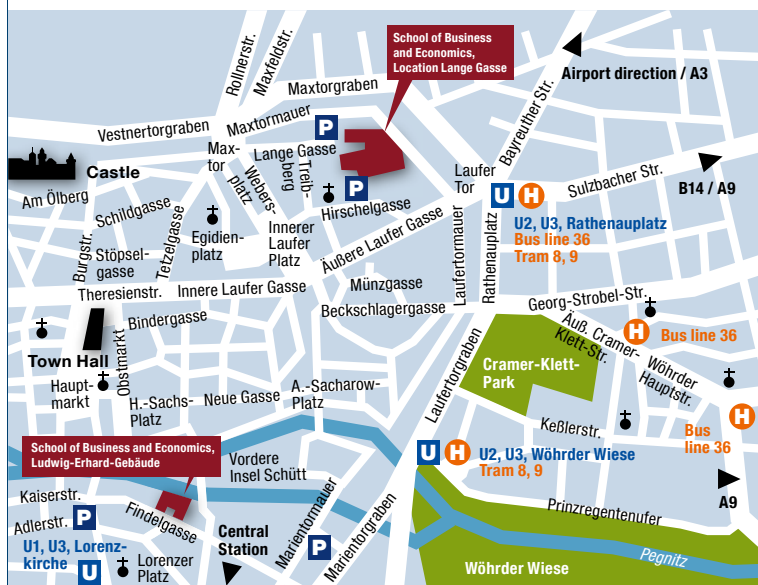 School of Business
and Economics,
Location Lange Gasse
Rollnerstr.
Maxfeldstr.
Bayreuther Str.
Airport direction / A3
Maxtorgraben
Vestnertorgraben
Maxtormauer
P
Max-
tor
Lange Gasse
Treib-
berg
Webers-
platz
P
Castle
Laufer
Tor
Sulzbacher Str.
B14 / A9
Am Ölberg
Schildgasse
Hirschelgasse
U
H
U2, U3, Rathenauplatz
Bus line 36
Tram 8, 9
Burgstr.
Stöpsel-
gasse
Tetzelgasse
Egidien-
platz
Innerer
Laufer
Platz
Äußere Laufer Gasse
Laufertormauer
Rathenauplatz
Theresienstr.
Innere Laufer Gasse
Münzgasse
Beckschlagergasse
Georg-Strobel-Str.
Bindergasse
Äuß. Cramer-
Klett-Str.
H
Bus line 36
Wöhrder
Hauptstr.
Town Hall
Obstmarkt
Haupt-
markt
H.-Sachs-
Platz
Neue Gasse
A.-Sacharow-
Platz
Laufertorgraben
Cramer-Klett-
Park
Keßlerstr.
H
Bus
line 36
School of Business and Economics,
Ludwig-Erhard-Gebäude
Vordere
Insel Schütt
U
H
U2, U3, Wöhrder Wiese
Tram 8, 9
A9
Kaiserstr.
Adlerstr.
P
Findelgasse
Central
Station
Marientormauer
P
Marientorgraben
Prinzregentenufer
U1, U3, Lorenz-
kirche
U
Lorenzer
Platz
Wöhrder Wiese
Pegnitz